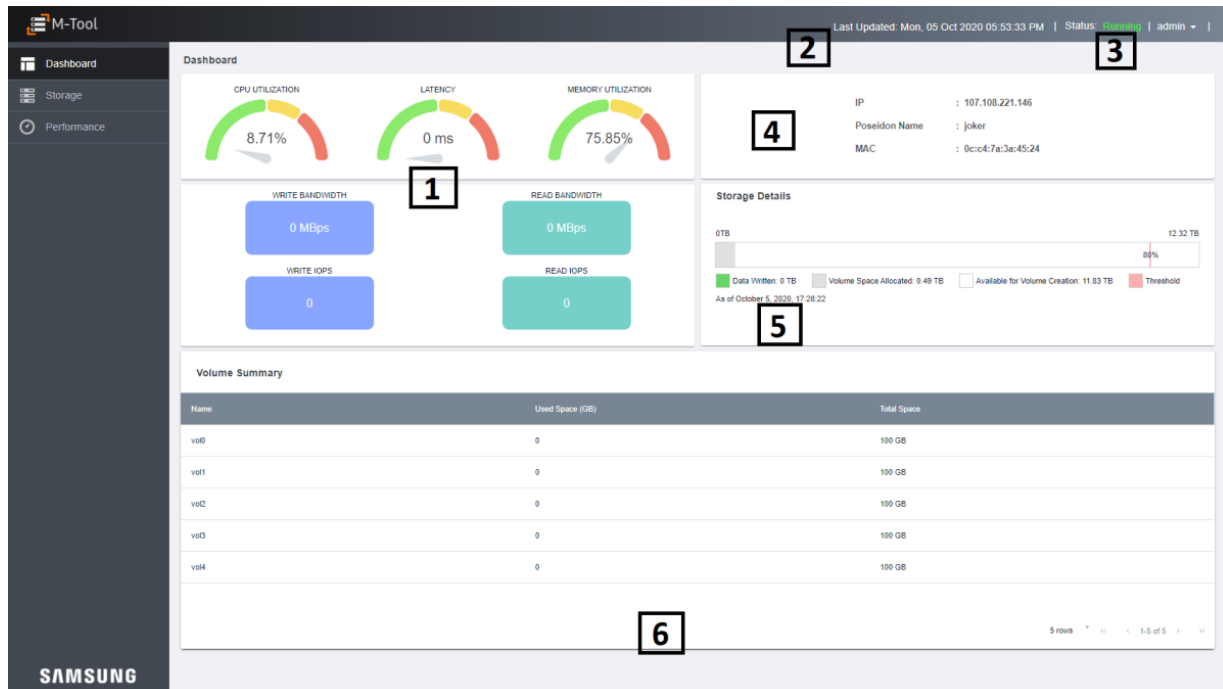 M-Tool
Last Updated: Mon, 05 Oct 2020 05:53:33 PM | Status: Running | admin |
2
3
Dashboard
Storage
Performance
Dashboard
CPU UTILIZATION
8.71%
LATENCY
0 ms
MEMORY UTILIZATION
75.85%
1
4
IP : 107.108.221.146
Poseidon Name : joker
MAC : 0c:c4:7a:3a:45:24
WRITE BANDWIDTH
0 MBps
READ BANDWIDTH
0 MBps
WRITE IOPS
0
READ IOPS
0
Storage Details
0TB
12.32 TB
80%
Data Written: 0 TB
Volume Space Allocated: 0.49 TB
Available for Volume Creation: 11.83 TB
Threshold
As of October 5, 2020, 17:28:22
5
Volume Summary
Name Used Space (GB) Total Space
vol0 0 100 GB
vol1 0 100 GB
vol2 0 100 GB
vol3 0 100 GB
vol4 0 100 GB
6
5 rows 1-5 of 5
SAMSUNG